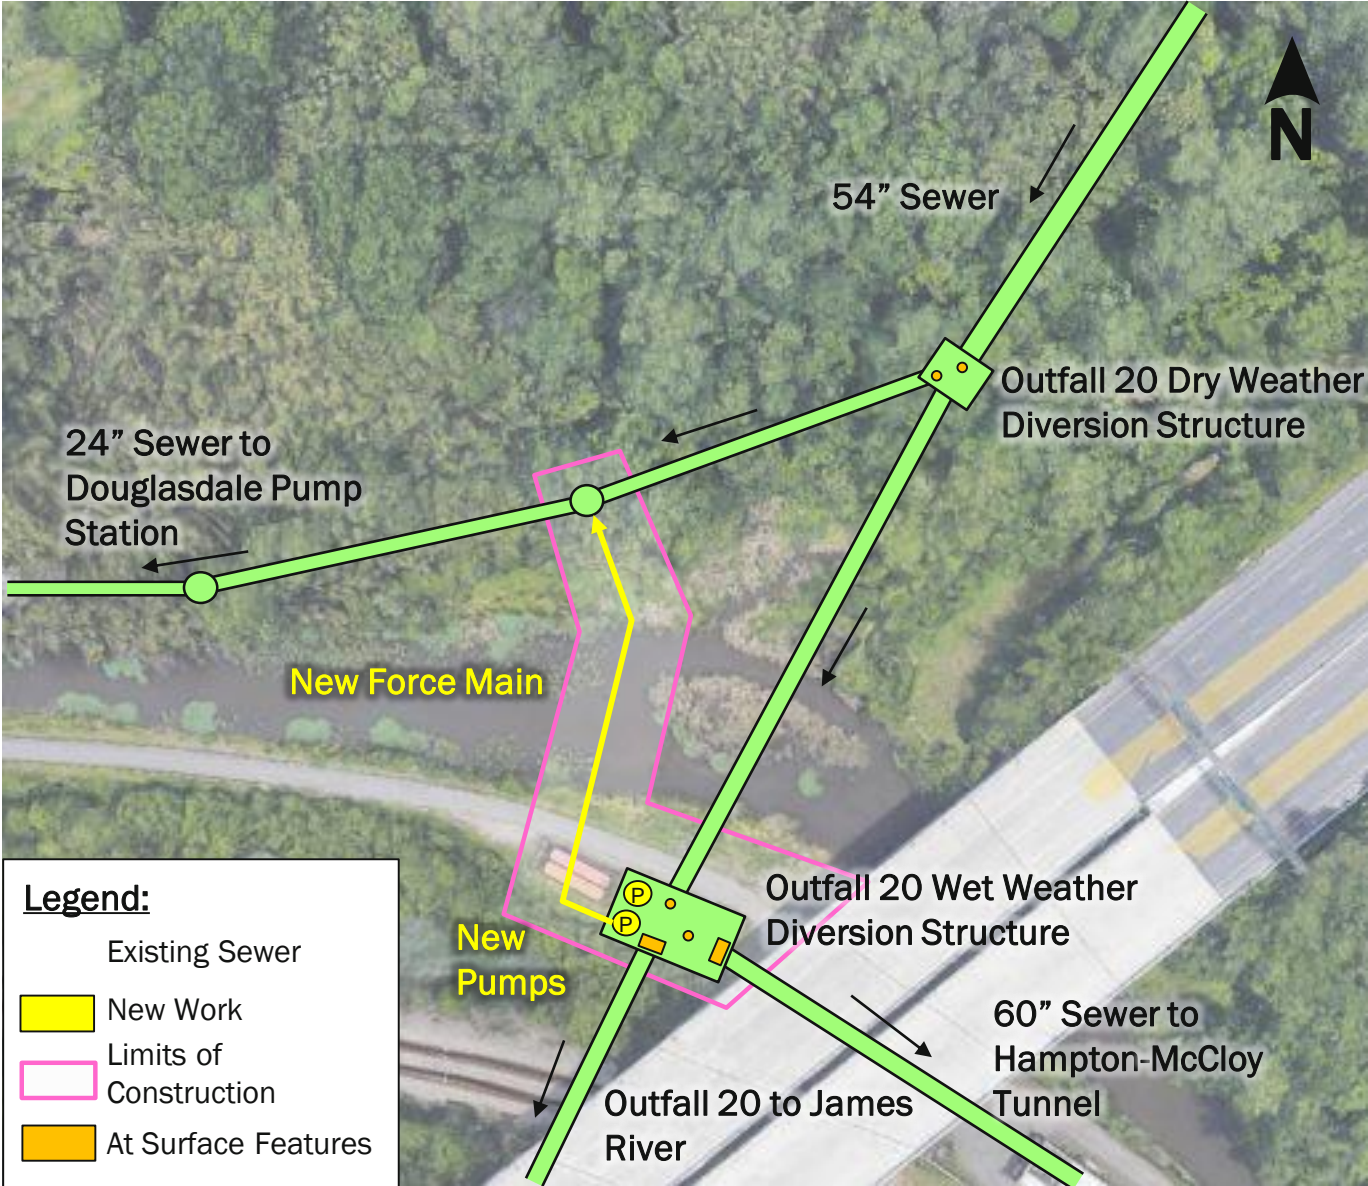 N
54” Sewer
Outfall 20 Dry Weather
Diversion Structure
24” Sewer to
Douglasdale Pump
Station
New Force Main
P
P
Outfall 20 Wet Weather
Diversion Structure
New
Pumps
60” Sewer to
Hampton-McCloy
Tunnel
Outfall 20 to James
River
Legend:
Existing Sewer
New Work
Limits of
Construction
At Surface Features